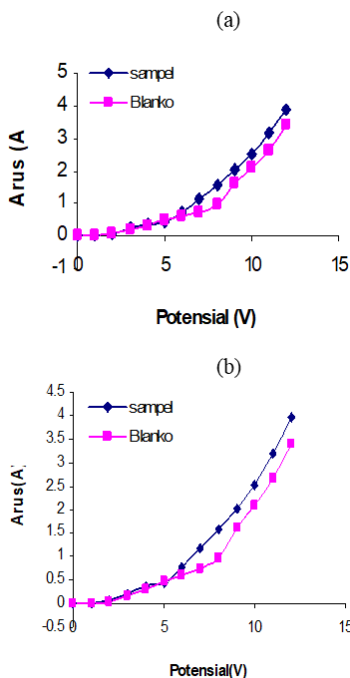 (a)
5
4
3
2
1
0
-1
sampel
Blanko
Arus (A
0 5 10 15
Potensial (V)
(b)
4.5
4
3.5
3
2.5
2
1.5
1
0.5
0
-0.5
sampel
Blanko
Arus(A)
0 5 10 15
Potensial(V)